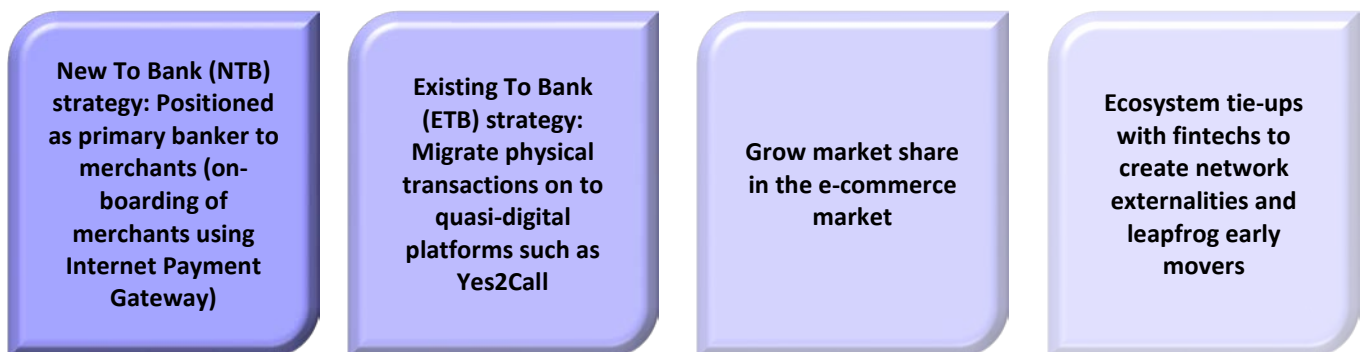 New To Bank (NTB)
strategy: Positioned
as primary banker to
merchants (on-
boarding of
merchants using
Internet Payment
Gateway)
Existing To Bank
(ETB) strategy:
Migrate physical
transactions on to
quasi-digital
platforms such as
Yes2Call
Grow market share
in the e-commerce
market
Ecosystem tie-ups
with fintechs to
create network
externalities and
leapfrog early
movers